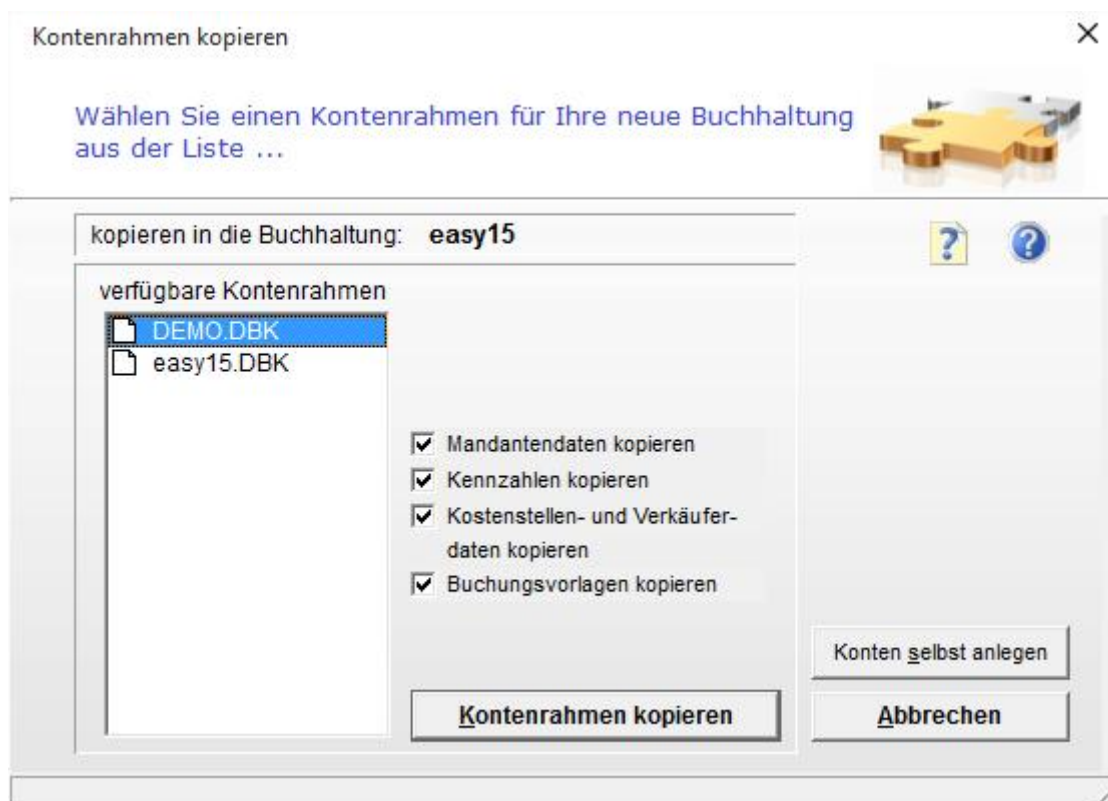 Kontenrahmen kopieren
Wählen Sie einen Kontenrahmen für Ihre neue Buchhaltung
aus der Liste ...
kopieren in die Buchhaltung: easy15
verfügbare Kontenrahmen
DEMO.DBK
easy15.DBK
Mandantendaten kopieren
Kennzahlen kopieren
Kostenstellen- und Verkäufer-
daten kopieren
Buchungsvorlagen kopieren
Konten selbst anlegen
Kontenrahmen kopieren
Abbrechen